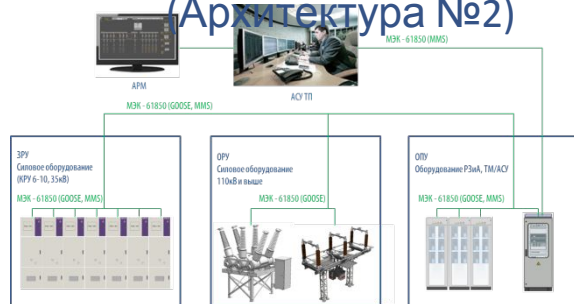 (Архитектура №2)
МЭК - 61850 (MMS)
АРМ
АСУ ТП
МЭК - 61850 (GOOSE, MMS)
ЗРУ
Силовое оборудование
(КРУ 6-10, 35кВ)
МЭК - 61850 (GOOSE, MMS)
ОРУ
Силовое оборудование
110кВ и выше
МЭК - 61850 (GOOSE)
ОПУ
Оборудование РЗиА, ТМ/АСУ
МЭК - 61850 (GOOSE, MMS)